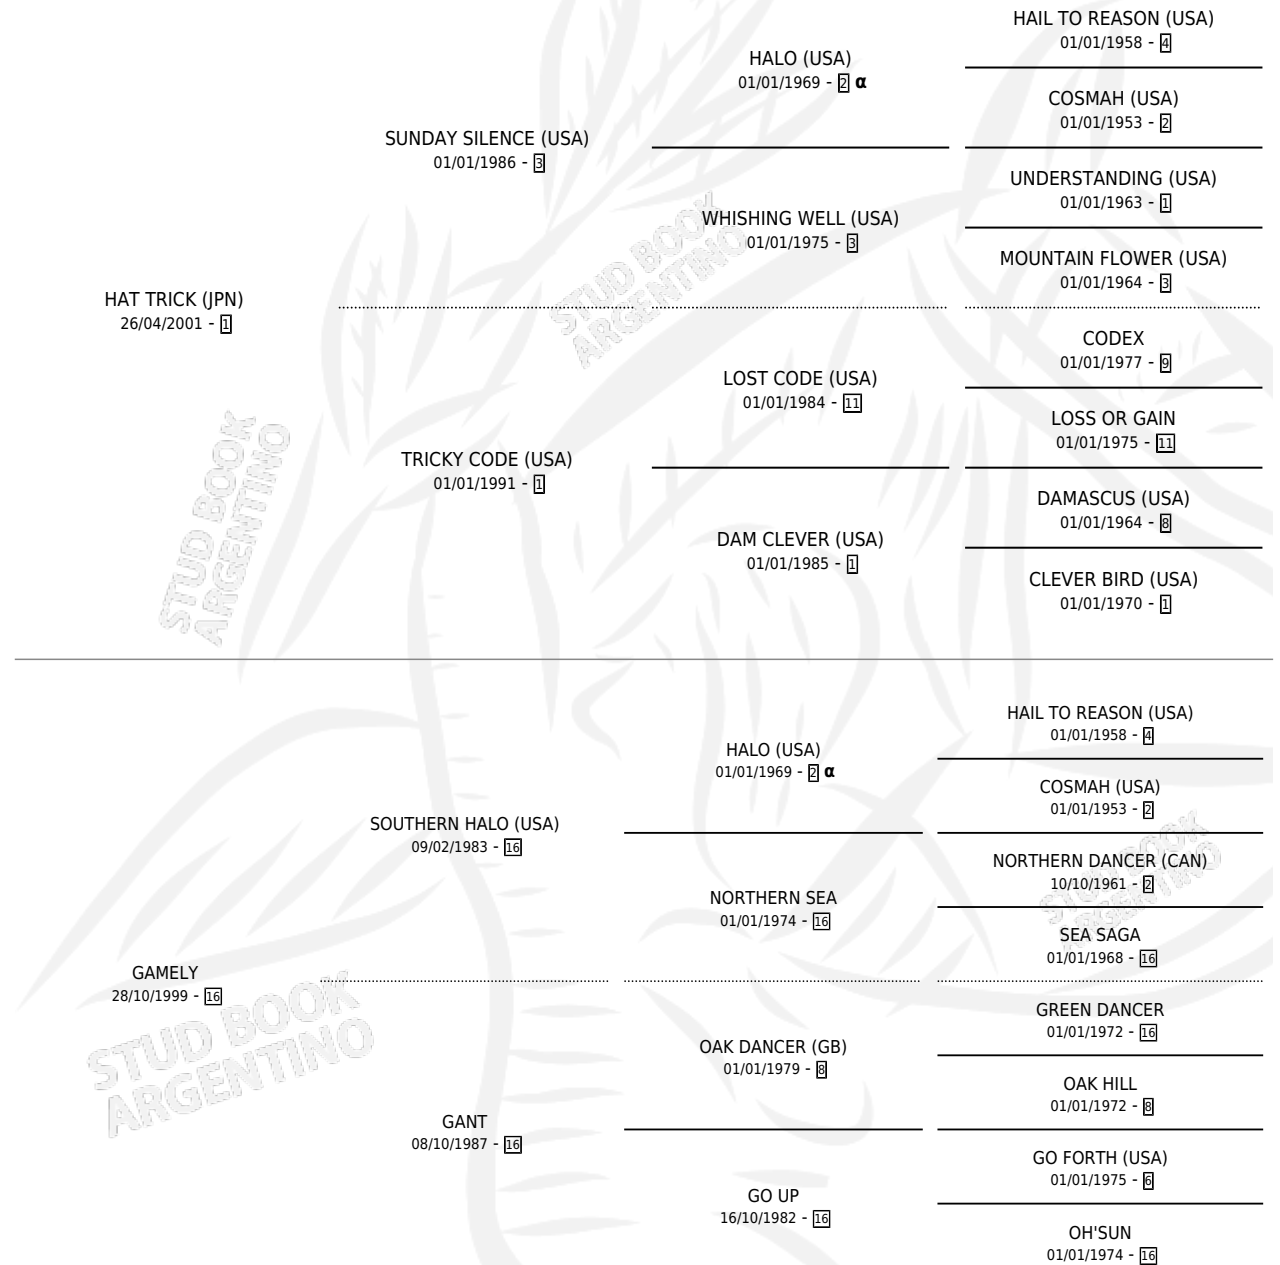 HAIL TO REASON (USA)
01/01/1958 - 4
HALO (USA)
01/01/1969 - 2 α
COSMAH (USA)
01/01/1953 - 2
SUNDAY SILENCE (USA)
01/01/1986 - 3
UNDERSTANDING (USA)
01/01/1963 - 1
WHISHING WELL (USA)
01/01/1975 - 3
MOUNTAIN FLOWER (USA)
01/01/1964 - 3
STUD BOOK
ARGENTINO
HAT TRICK (JPN)
26/04/2001 - 1
CODEX
01/01/1977 - 9
LOST CODE (USA)
01/01/1984 - 11
LOSS OR GAIN
01/01/1975 - 11
TRICKY CODE (USA)
01/01/1991 - 1
DAMASCUS (USA)
01/01/1964 - 8
DAM CLEVER (USA)
01/01/1985 - 1
CLEVER BIRD (USA)
01/01/1970 - 1
STUD BOOK
ARGENTINO
HAIL TO REASON (USA)
01/01/1958 - 4
HALO (USA)
01/01/1969 - 2 α
COSMAH (USA)
01/01/1953 - 2
SOUTHERN HALO (USA)
09/02/1983 - 16
NORTHERN DANCER (CAN)
10/10/1961 - 2
NORTHERN SEA
01/01/1974 - 16
SEA SAGA
01/01/1968 - 16
STUD BOOK
ARGENTINO
GAMELY
28/10/1999 - 16
STUD BOOK
ARGENTINO
GREEN DANCER
01/01/1972 - 16
OAK DANCER (GB)
01/01/1979 - 8
OAK HILL
01/01/1972 - 8
GANT
08/10/1987 - 16
GO FORTH (USA)
01/01/1975 - 6
GO UP
16/10/1982 - 16
OH'SUN
01/01/1974 - 16